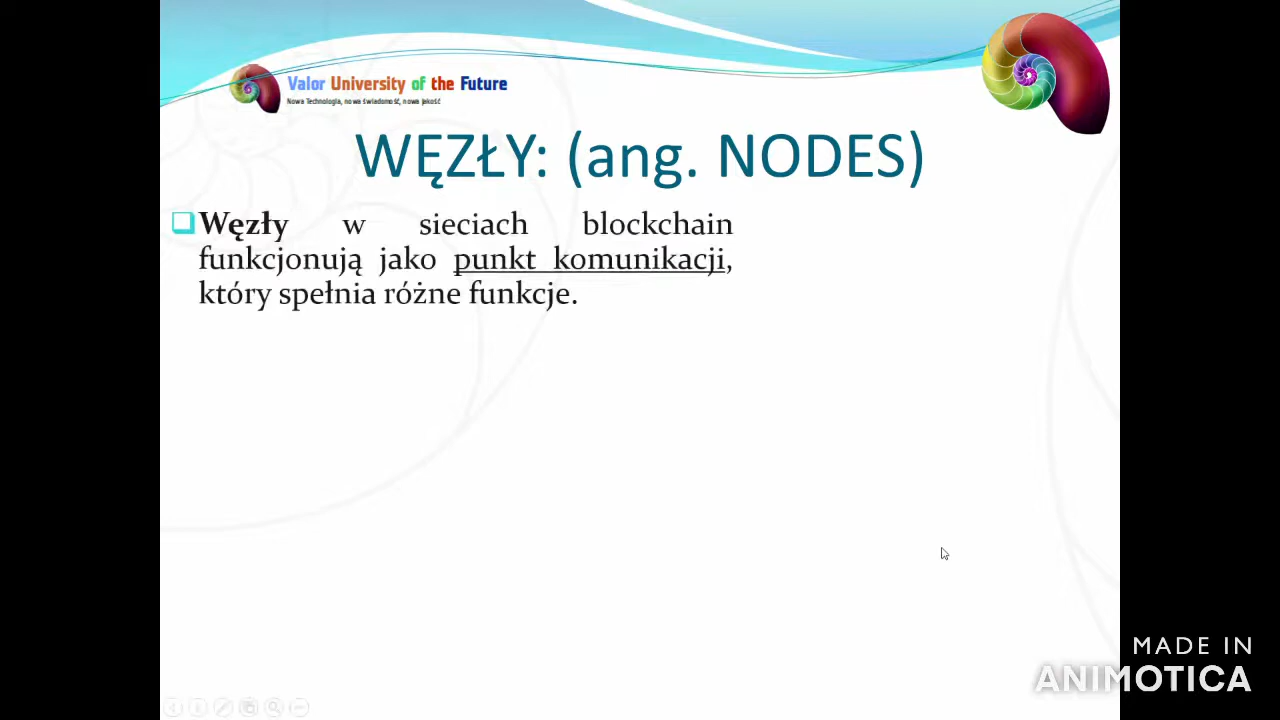 Valor University of the Future
Nowa Technologia, nowa świadomość, nowa jakość
WĘZŁY: (ang. NODES)
Węzły w sieciach blockchain
funkcjonują jako punkt komunikacji,
który spełnia różne funkcje.
MADE IN
ANIMOTICA